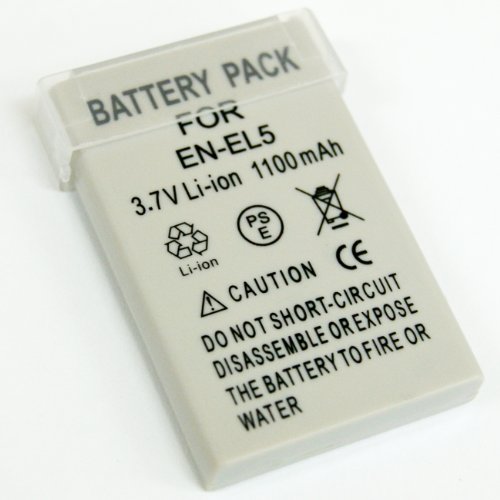 BATTERY PACK
FOR
EN-EL5
3.7V Li-ion 1100mAh
Li-ion
PS
E
CE
CAUTION
DO NOT SHORT-CIRCUIT
DISASSEMBLE OR EXPOSE
THE BATTERY TO FIRE OR
WATER